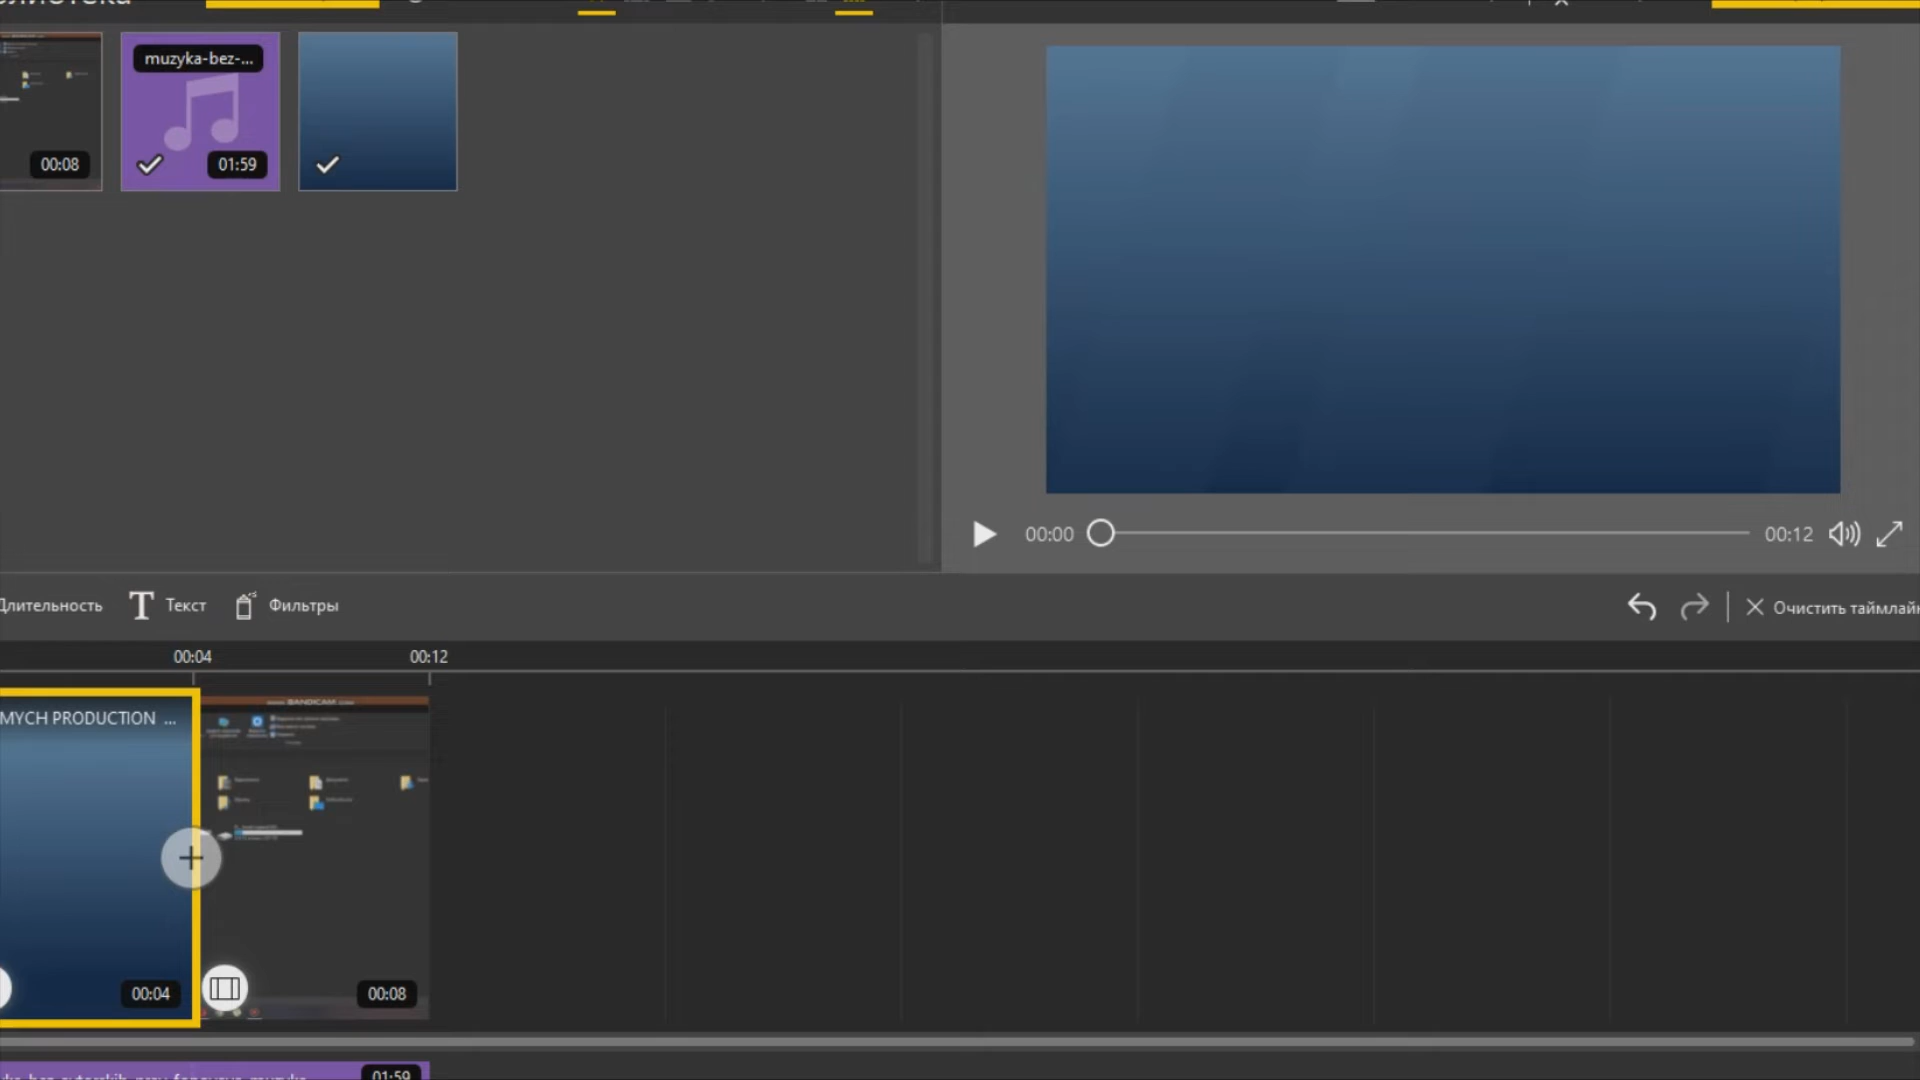 muzyka-bez-...
00:08
01:59
00:00
00:12
Длительность
Текст
Фильтры
Очистить таймлайн
00:04
00:12
MYCH PRODUCTION ...
BANDICAM
00:04
00:08
01:59